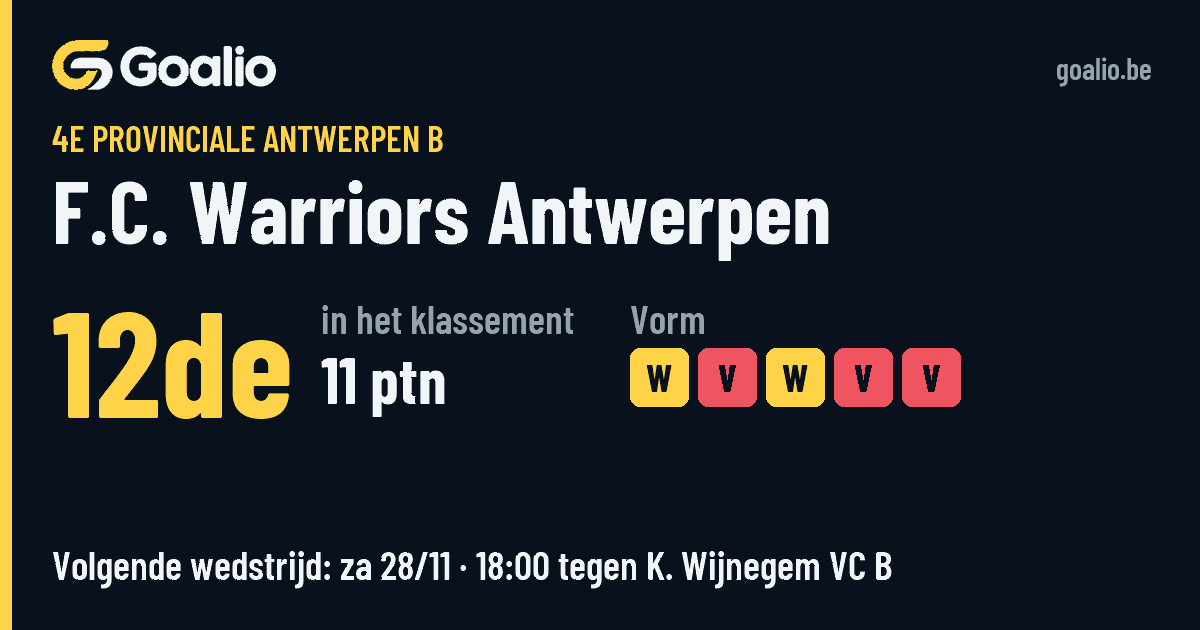 Goalio
goalio.be
4E PROVINCIALE ANTWERPEN B
F.C. Warriors Antwerpen
12de
in het klassement
11 ptn
Vorm
W V W V V
Volgende wedstrijd: za 28/11 · 18:00 tegen K. Wijnegem VC B